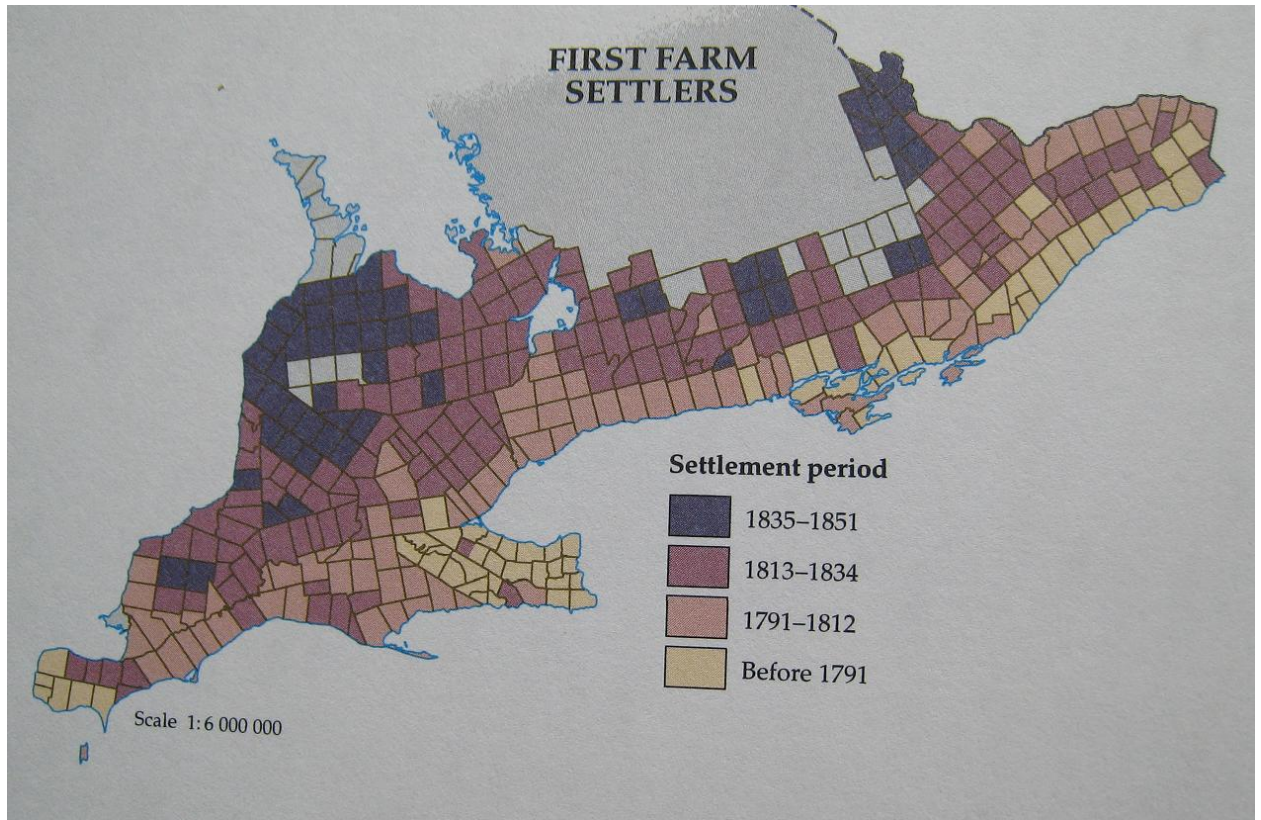 FIRST FARM
SETTLERS
Settlement period
1835–1851
1813–1834
1791–1812
Before 1791
Scale 1:6 000 000